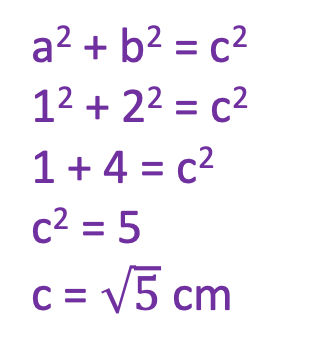 a² + b² = c²
1² + 2² = c²
1 + 4 = c²
c² = 5
c = √5 cm